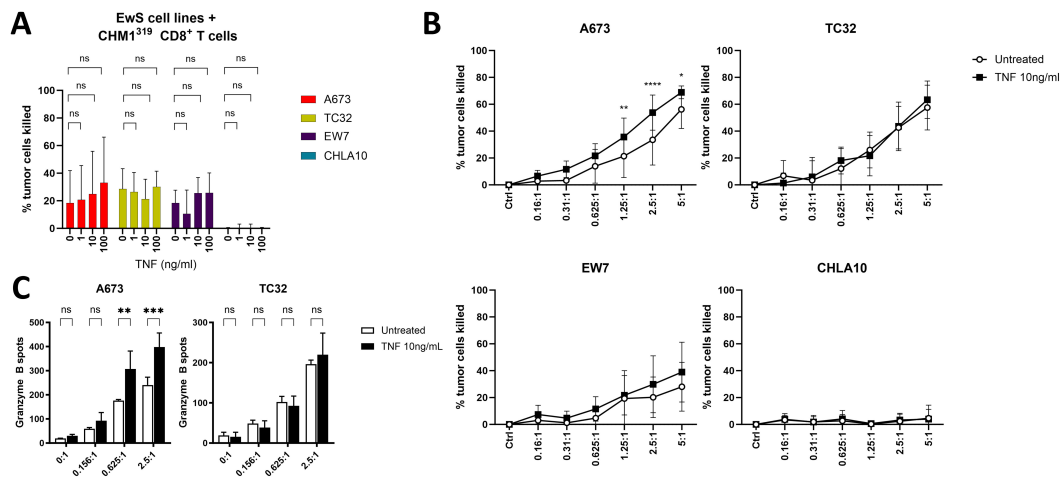 A
EwS cell lines +
CHM1³¹⁹ CD8⁺ T cells
ns ns ns ns
ns ns ns ns
ns ns ns ns
% tumor cells killed
100
80
60
40
20
0
0 1 10 100 0 1 10 100 0 1 10 100 0 1 10 100
TNF (ng/ml)
A673
TC32
EW7
CHLA10
B
A673
% tumor cells killed
100
80
60
40
20
0
** **** *
Ctrl 0.16:1 0.31:1 0.625:1 1.25:1 2.5:1 5:1
TC32
% tumor cells killed
100
80
60
40
20
0
Ctrl 0.16:1 0.31:1 0.625:1 1.25:1 2.5:1 5:1
Untreated
TNF 10ng/ml
EW7
% tumor cells killed
100
80
60
40
20
0
Ctrl 0.16:1 0.31:1 0.625:1 1.25:1 2.5:1 5:1
CHLA10
% tumor cells killed
100
80
60
40
20
0
Ctrl 0.16:1 0.31:1 0.625:1 1.25:1 2.5:1 5:1
C
A673
ns ns ** ***
Granzyme B spots
500
400
300
200
100
0
0:1 0.156:1 0.625:1 2.5:1
TC32
ns ns ns ns
Granzyme B spots
300
200
100
0
0:1 0.156:1 0.625:1 2.5:1
Untreated
TNF 10ng/mL